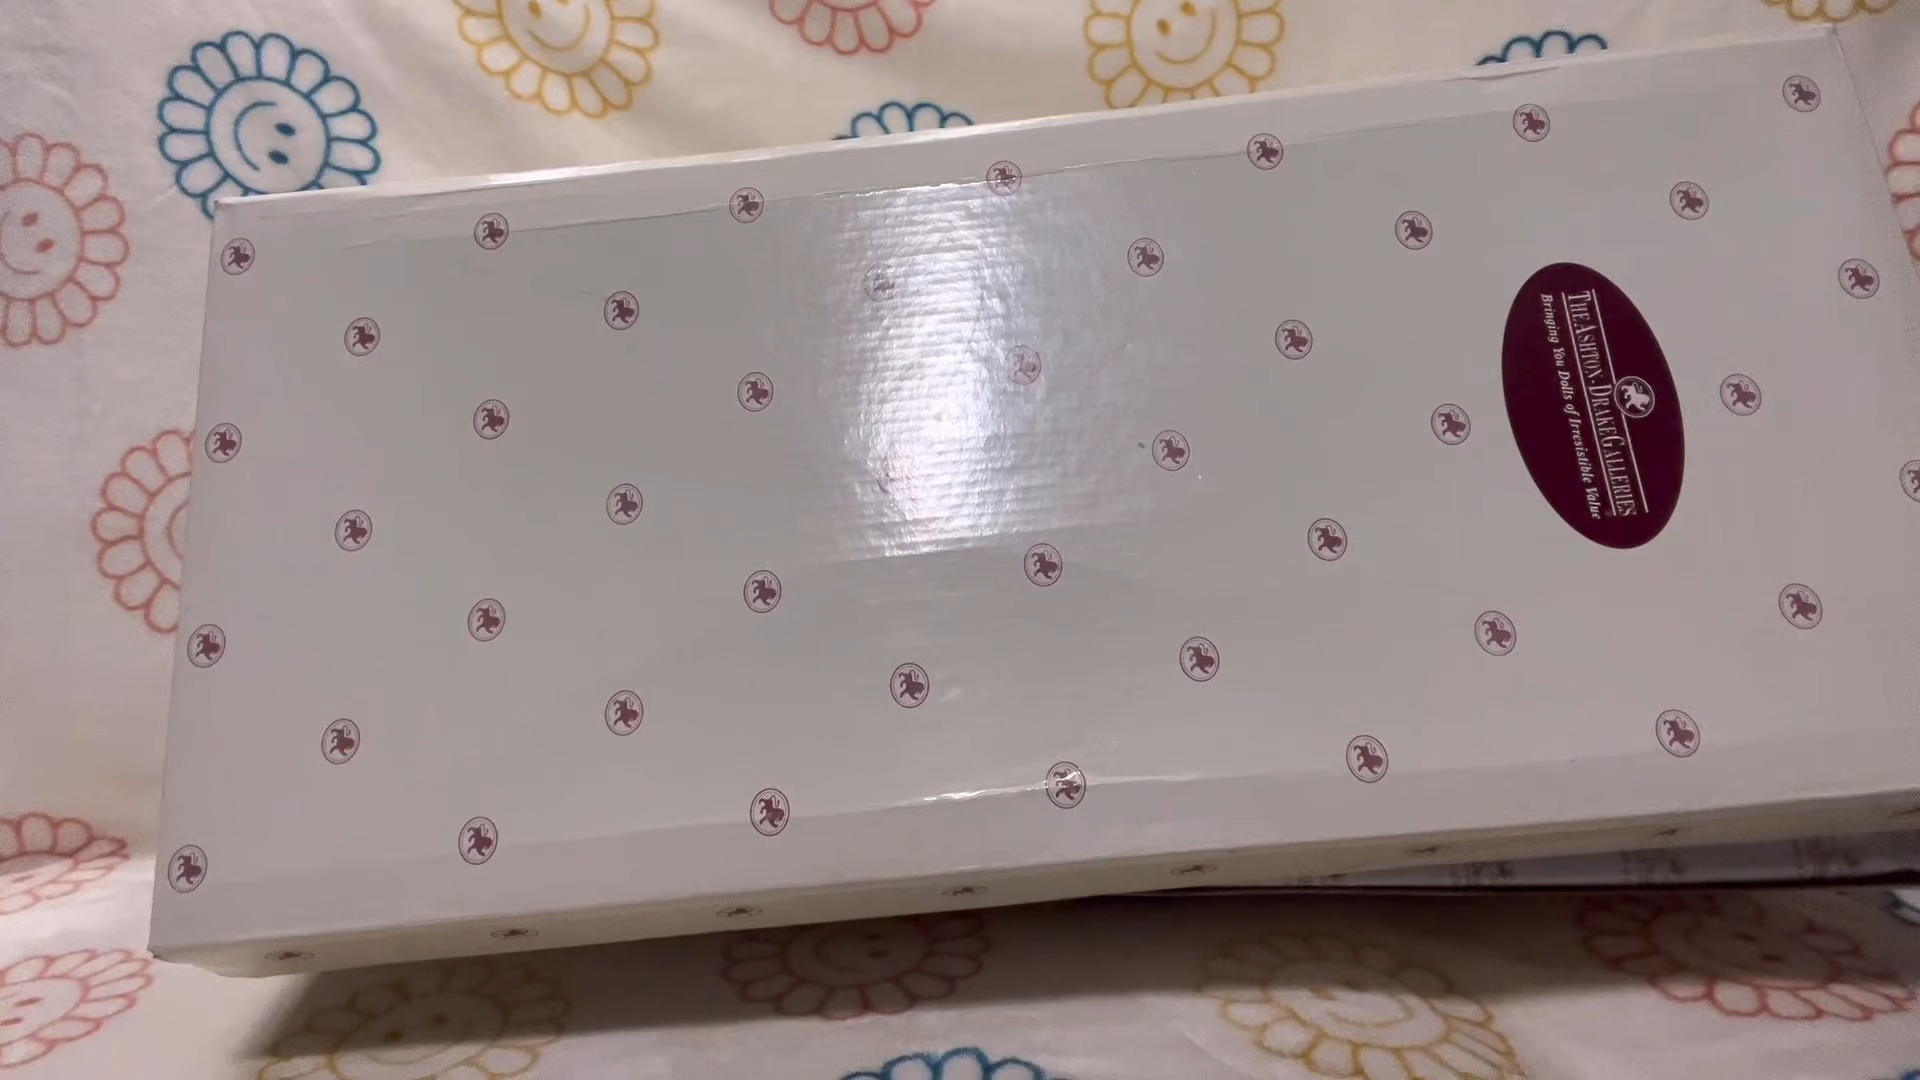 THE ASHTON-DRAKE GALLERIES
Bringing You Dolls of Irresistible Value